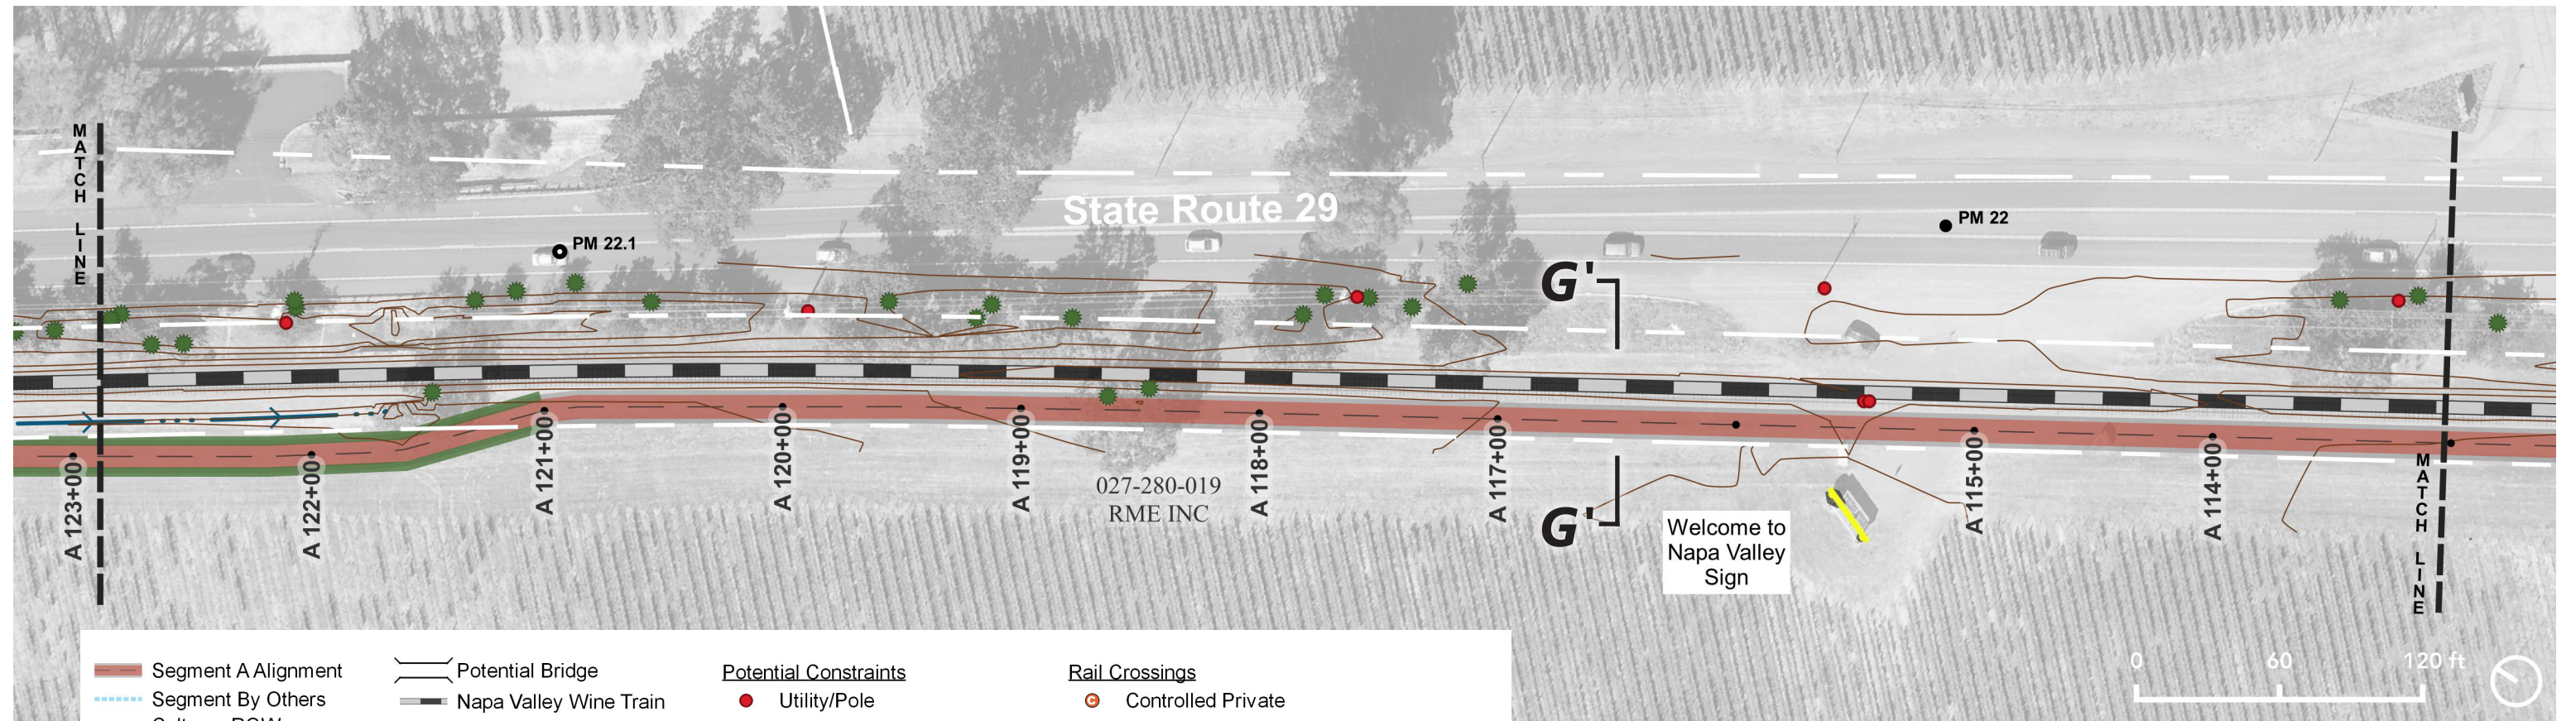 MATCH LINE
State Route 29
PM 22.1
PM 22
G'
G'
A 123+00
A 122+00
A 121+00
A 120+00
A 119+00
A 118+00
A 117+00
A 115+00
A 114+00
027-280-019
RME INC
Welcome to
Napa Valley
Sign
MATCH LINE
0 60 120 ft
Segment A Alignment
Segment By Others
Potential Bridge
Napa Valley Wine Train
Potential Constraints
Utility/Pole
Rail Crossings
C Controlled Private